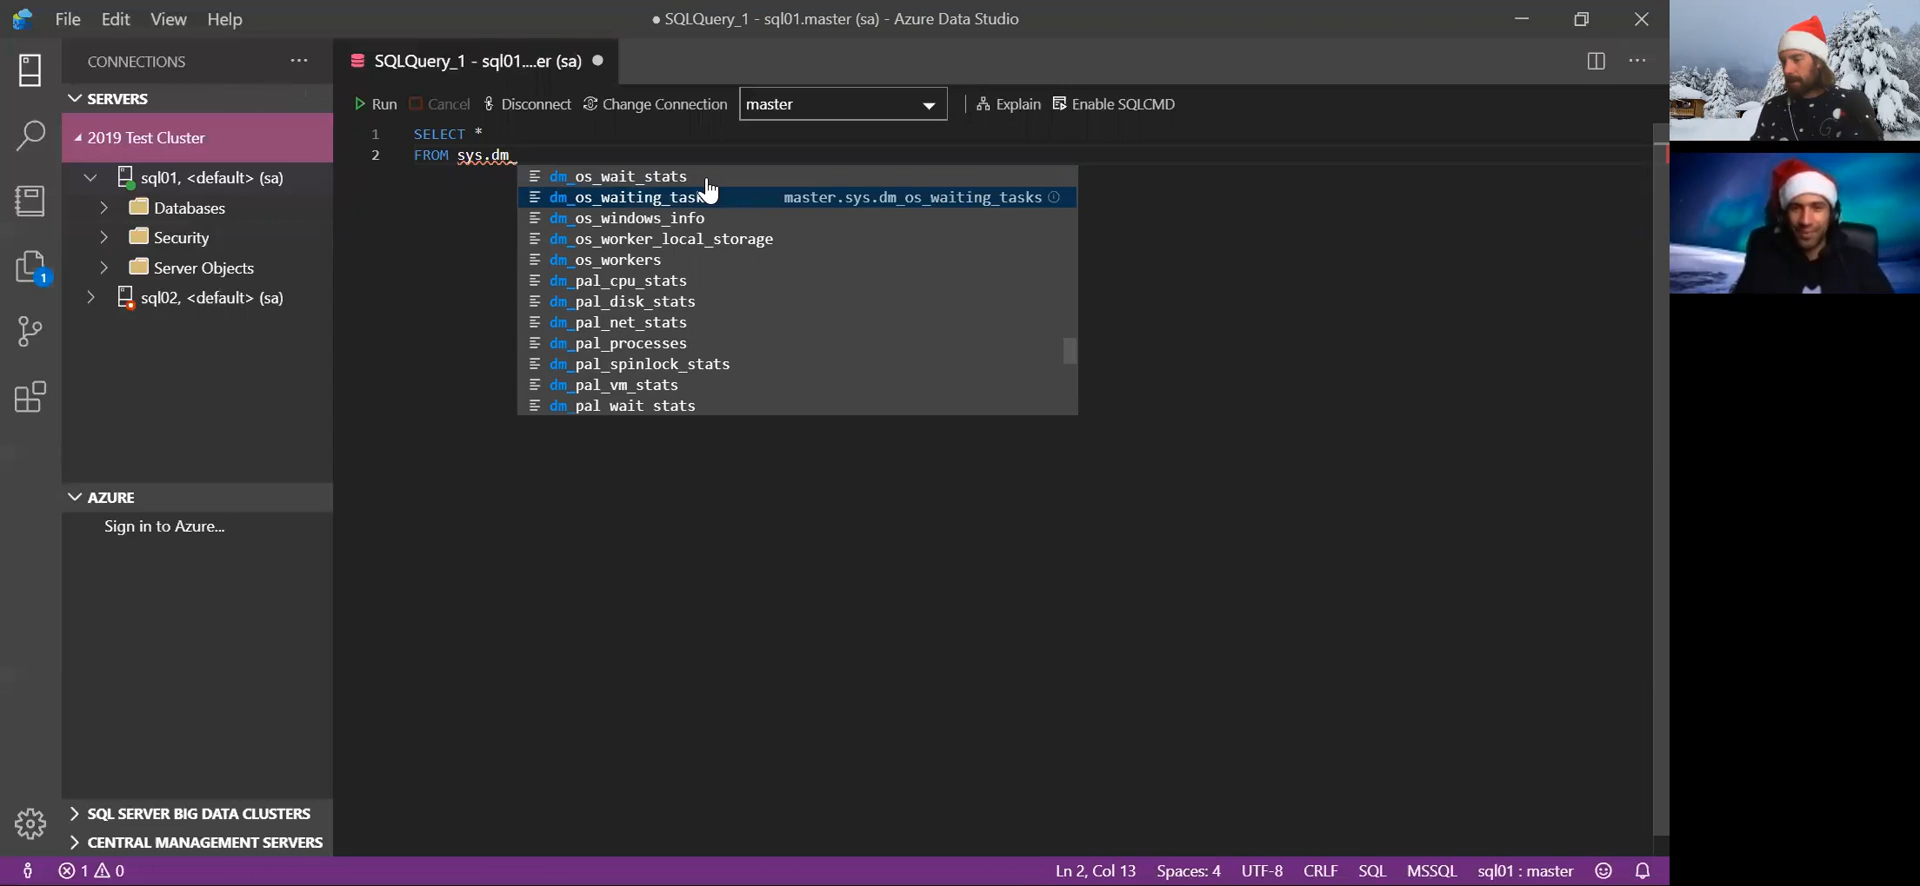 File Edit View Help
● SQLQuery_1 - sql01.master (sa) - Azure Data Studio
CONNECTIONS
SQLQuery_1 - sql01....er (sa)
SERVERS
Run Cancel Disconnect Change Connection master Explain Enable SQLCMD
2019 Test Cluster
sql01, <default> (sa)
Databases
Security
Server Objects
sql02, <default> (sa)
1
1 SELECT *
2 FROM sys.dm_
dm_os_wait_stats
dm_os_waiting_tasks master.sys.dm_os_waiting_tasks
dm_os_windows_info
dm_os_worker_local_storage
dm_os_workers
dm_pal_cpu_stats
dm_pal_disk_stats
dm_pal_net_stats
dm_pal_processes
dm_pal_spinlock_stats
dm_pal_vm_stats
dm_pal_wait_stats
AZURE
Sign in to Azure...
SQL SERVER BIG DATA CLUSTERS
CENTRAL MANAGEMENT SERVERS
1 0 Ln 2, Col 13 Spaces: 4 UTF-8 CRLF SQL MSSQL sql01 : master